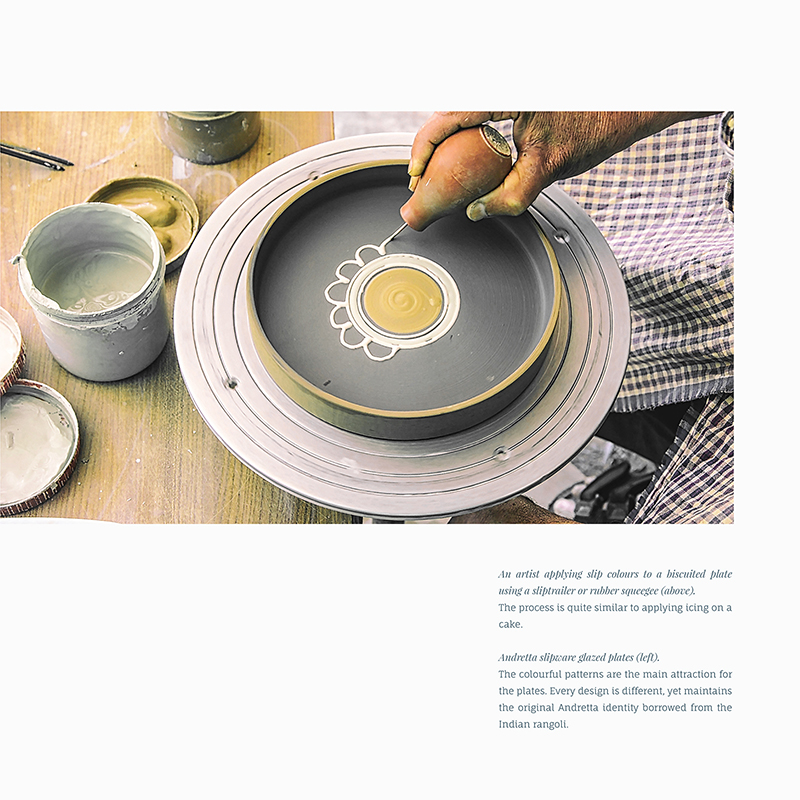 An artist applying slip colours to a biscuited plate
using a sliptrailer or rubber squeegee (above).
The process is quite similar to applying icing on a
cake.
Andretta slipware glazed plates (left).
The colourful patterns are the main attraction for
the plates. Every design is different, yet maintains
the original Andretta identity borrowed from the
Indian rangoli.